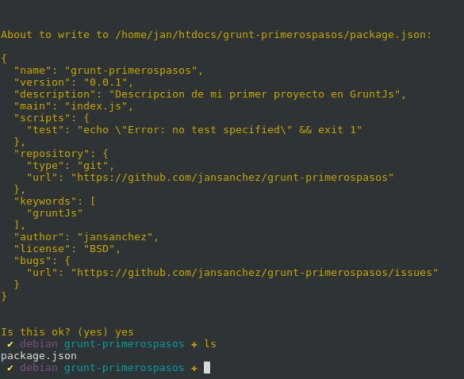 About to write to /home/jan/htdocs/grunt-primerospasos/package.json:
{
  "name": "grunt-primerospasos",
  "version": "0.0.1",
  "description": "Descripcion de mi primer proyecto en GruntJs",
  "main": "index.js",
  "scripts": {
    "test": "echo \"Error: no test specified\" && exit 1"
  },
  "repository": {
    "type": "git",
    "url": "https://github.com/jansanchez/grunt-primerospasos"
  },
  "keywords": [
    "gruntJs"
  ],
  "author": "jansanchez",
  "license": "BSD",
  "bugs": {
    "url": "https://github.com/jansanchez/grunt-primerospasos/issues"
  }
}
Is this ok? (yes) yes
✔ debian grunt-primerospasos ✚ ls
package.json
✔ debian grunt-primerospasos ✚